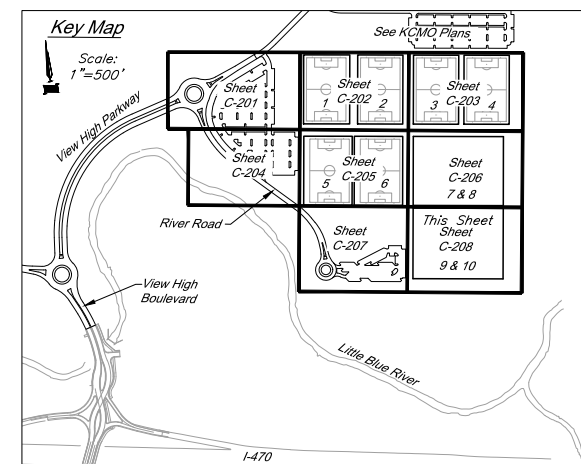 Key Map
Scale:
1"=500'
See KCMO Plans
Sheet
C-201
Sheet
C-202
1
2
Sheet
C-203
3
4
View High Parkway
Sheet
C-204
Sheet
C-205
5
6
Sheet
C-206
7 & 8
River Road
Sheet
C-207
This Sheet
Sheet
C-208
9 & 10
View High
Boulevard
Little Blue River
I-470